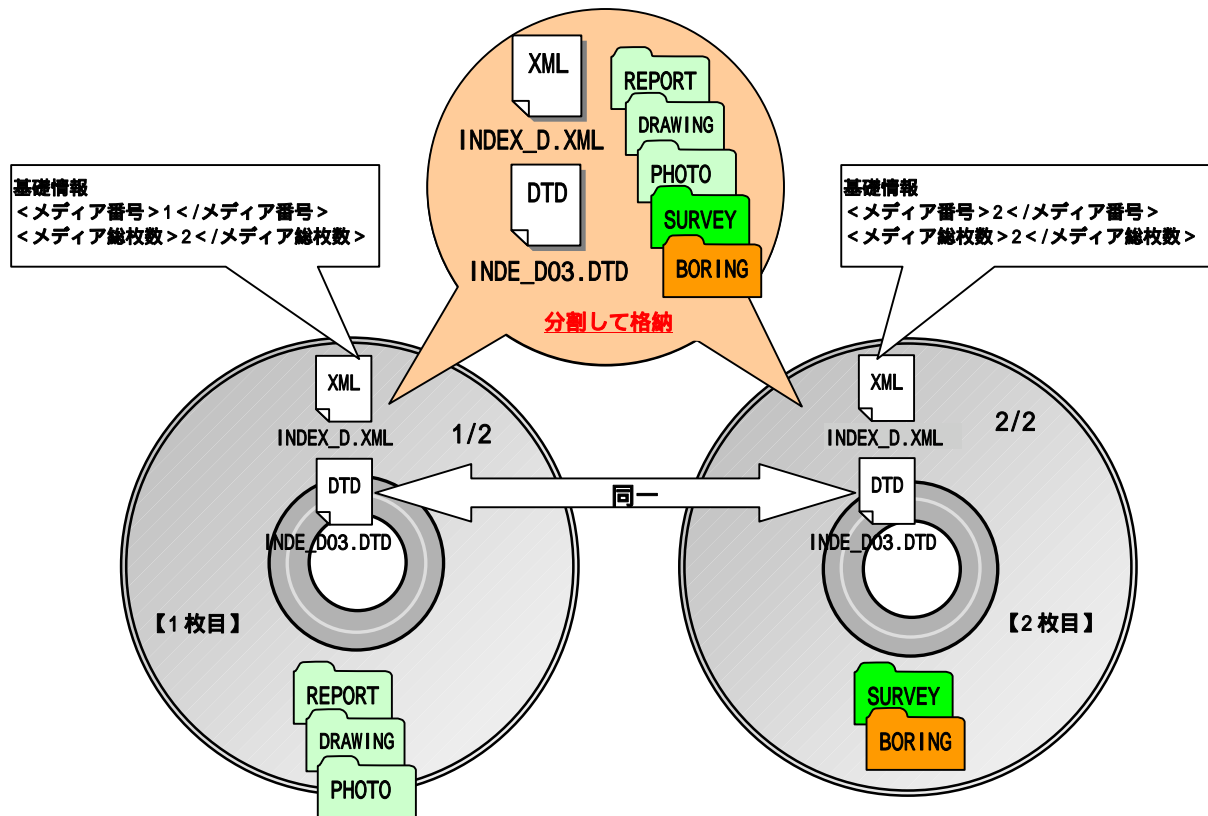 XML
INDEX_D.XML
DTD
INDE_D03.DTD
REPORT
DRAWING
PHOTO
SURVEY
BORING
分割して格納
基礎情報
<メディア番号>1</メディア番号>
<メディア総枚数>2</メディア総枚数>
基礎情報
<メディア番号>2</メディア番号>
<メディア総枚数>2</メディア総枚数>
XML
INDEX_D.XML
1/2
DTD
INDE_D03.DTD
【1枚目】
REPORT
DRAWING
PHOTO
同一
XML
INDEX_D.XML
2/2
DTD
INDE_D03.DTD
【2枚目】
SURVEY
BORING